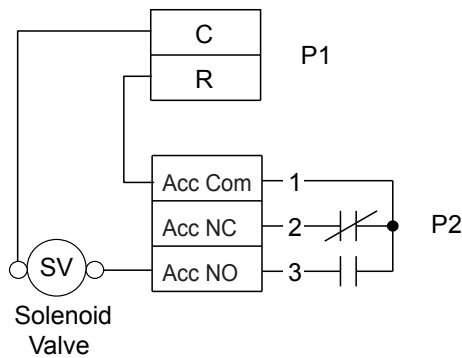 C
P1
R
Acc Com 1
Acc NC 2
P2
SV
Acc NO 3
Solenoid
Valve